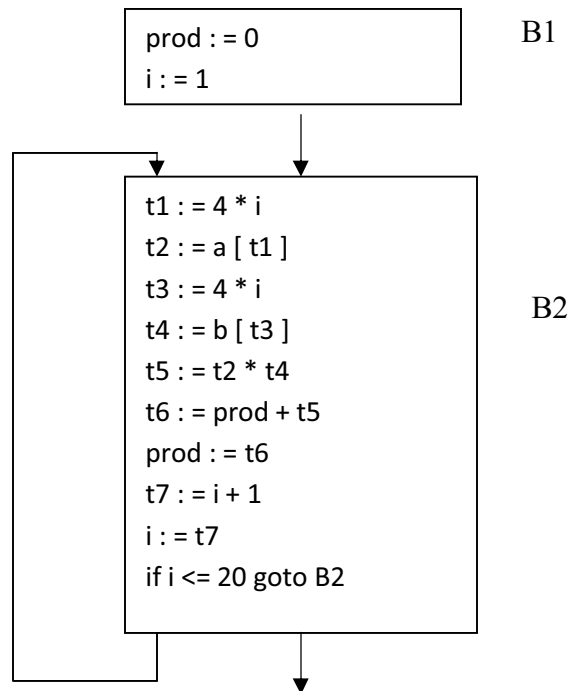 prod : = 0
i : = 1
B1
t1 : = 4 * i
t2 : = a [ t1 ]
t3 : = 4 * i
t4 : = b [ t3 ]
t5 : = t2 * t4
t6 : = prod + t5
prod : = t6
t7 : = i + 1
i : = t7
if i <= 20 goto B2
B2